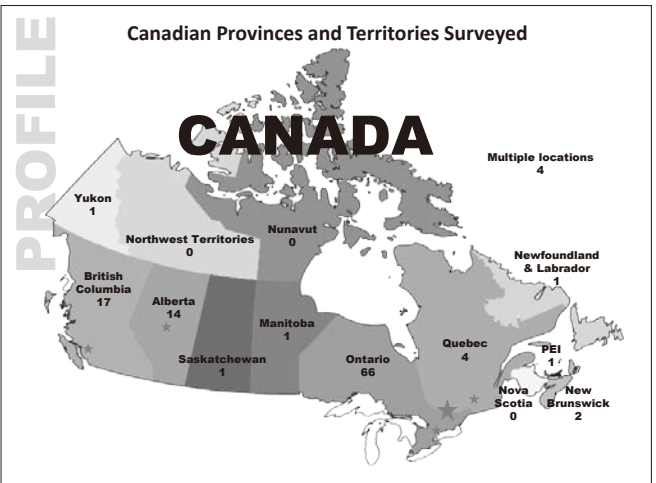 Canadian Provinces and Territories Surveyed
PROFILE
CANADA
Multiple locations
4
Yukon
1
Northwest Territories
0
Nunavut
0
Newfoundland
& Labrador
1
British
Columbia
17
Alberta
14
Manitoba
1
Saskatchewan
1
Ontario
66
Quebec
4
PEI
1
Nova
Scotia
0
New
Brunswick
2